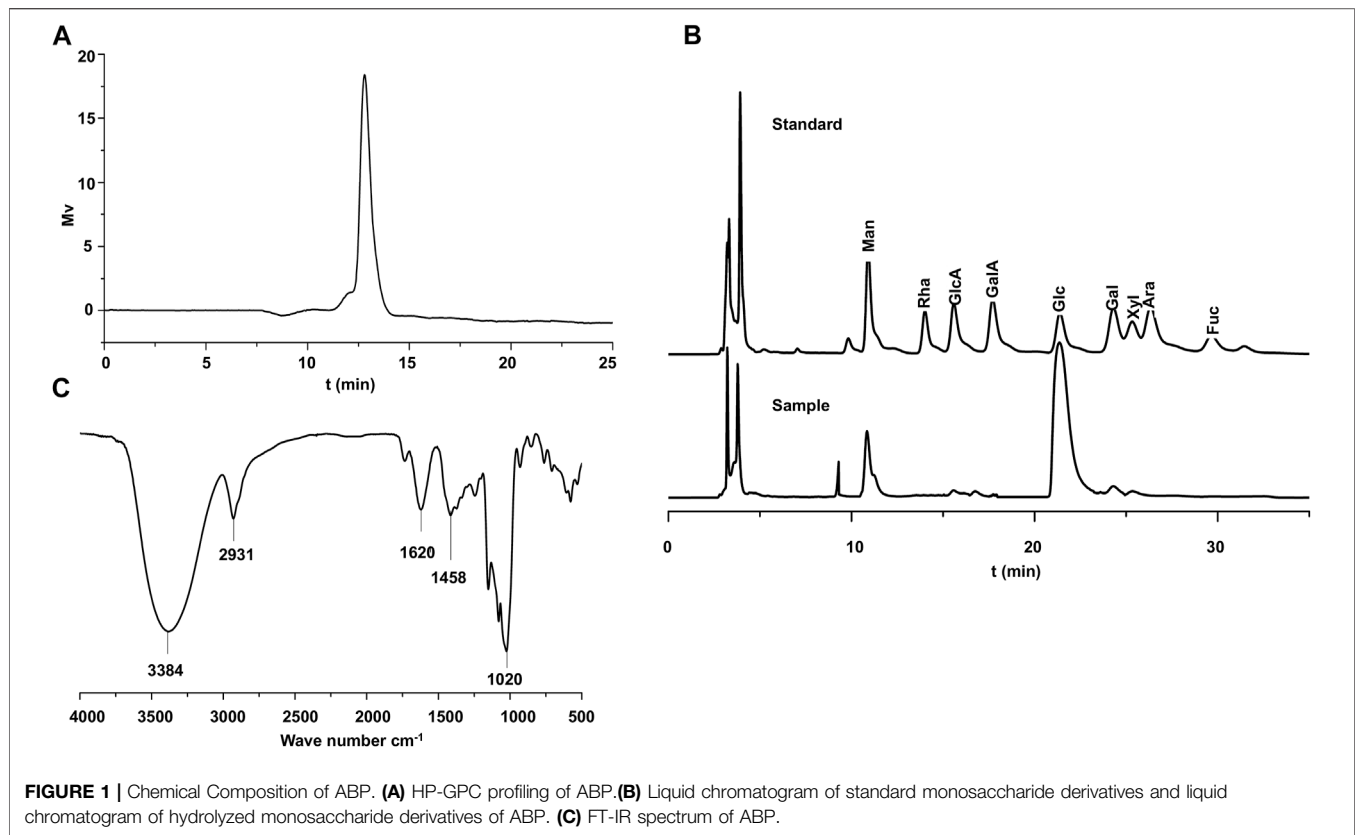 A
20
15
10
5
0
Mv
0 5 10 15 20 25
t (min)
B
Standard
Man
Rha
GlcA
GalA
Glc
Gal
Xyl
Ara
Fuc
Sample
0 10 20 30
t (min)
C
2931
1620
1458
3384
1020
4000 3500 3000 2500 2000 1500 1000 500
Wave number cm-1
FIGURE 1 | Chemical Composition of ABP. (A) HP-GPC profiling of ABP.(B) Liquid chromatogram of standard monosaccharide derivatives and liquid
chromatogram of hydrolyzed monosaccharide derivatives of ABP. (C) FT-IR spectrum of ABP.